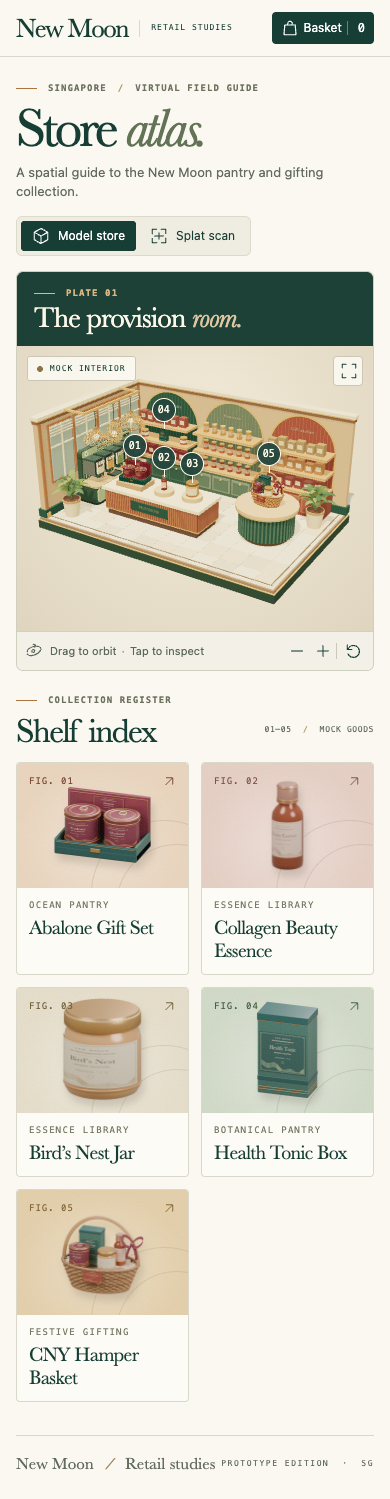 New Moon
RETAIL STUDIES
Basket 0
SINGAPORE / VIRTUAL FIELD GUIDE
Store atlas.
A spatial guide to the New Moon pantry and gifting
collection.
Model store
Splat scan
PLATE 01
The provision room.
MOCK INTERIOR
04
01
02
03
05
Drag to orbit · Tap to inspect
COLLECTION REGISTER
Shelf index
01—05 / MOCK GOODS
FIG. 01
OCEAN PANTRY
Abalone Gift Set
FIG. 02
ESSENCE LIBRARY
Collagen Beauty
Essence
FIG. 03
Bird's Nest
ESSENCE LIBRARY
Bird’s Nest Jar
FIG. 04
Health Tonic
BOTANICAL PANTRY
Health Tonic Box
FIG. 05
FESTIVE GIFTING
CNY Hamper
Basket
New Moon / Retail studies
PROTOTYPE EDITION · SG